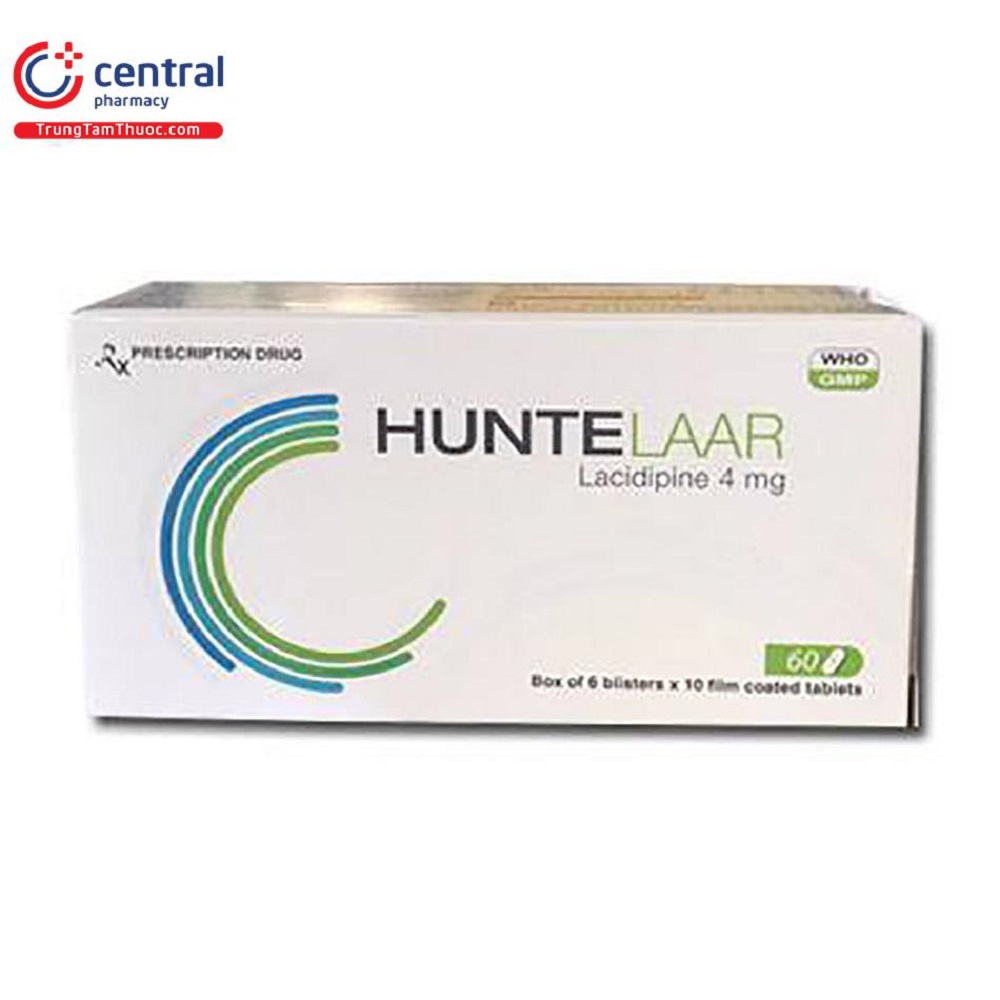 central
pharmacy
TrungTamThuoc.com
Rx PRESCRIPTION DRUG
WHO
GMP
HUNTELAAR
Lacidipine 4 mg
60
Box of 6 blisters x 10 film coated tablets